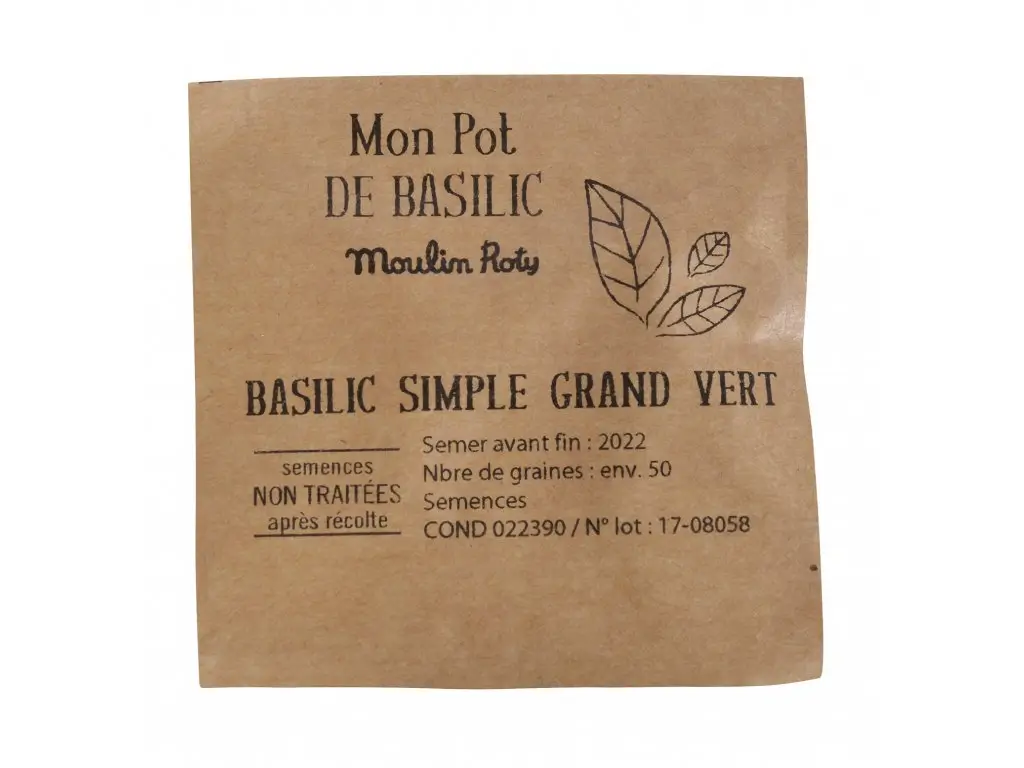 Mon Pot
DE BASILIC
Moulin Roty
BASILIC SIMPLE GRAND VERT
semences
NON TRAITÉES
après récolte
Semer avant fin : 2022
Nbre de graines : env. 50
Semences
COND 022390 / N° lot : 17-08058